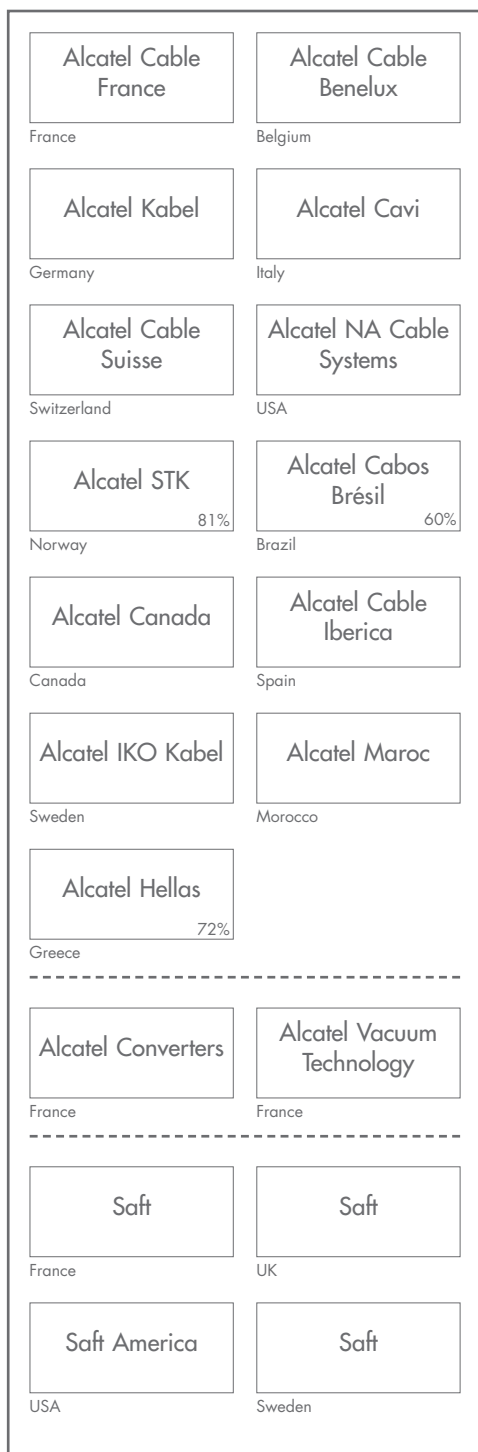 Alcatel Cable
France
France
Alcatel Cable
Benelux
Belgium
Alcatel Kabel
Germany
Alcatel Cavi
Italy
Alcatel Cable
Suisse
Switzerland
Alcatel NA Cable
Systems
USA
Alcatel STK
81%
Norway
Alcatel Cabos
Brésil
60%
Brazil
Alcatel Canada
Canada
Alcatel Cable
Iberica
Spain
Alcatel IKO Kabel
Sweden
Alcatel Maroc
Morocco
Alcatel Hellas
72%
Greece
Alcatel Converters
France
Alcatel Vacuum
Technology
France
Saft
France
Saft
UK
Saft America
USA
Saft
Sweden